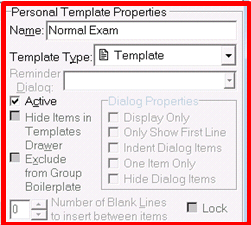 Personal Template Properties
Name: Normal Exam
Template Type: Template
Reminder
Dialog:
Active
Hide Items in
Templates
Drawer
Exclude
from Group
Boilerplate
Dialog Properties
Display Only
Only Show First Line
Indent Dialog Items
One Item Only
Hide Dialog Items
0 Number of Blank Lines
to insert between items
Lock